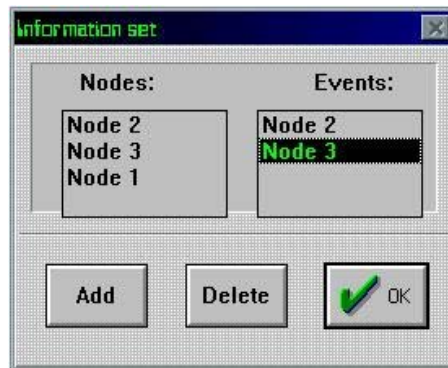 Information set
Nodes: Events:
Node 2
Node 3
Node 1
Node 2
Node 3
Add Delete OK